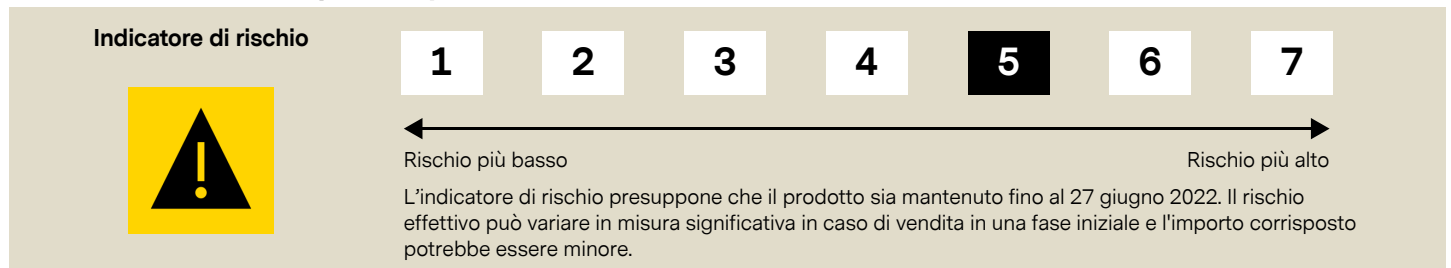 Indicatore di rischio
1 2 3 4 5 6 7
Rischio più basso Rischio più alto
L'indicatore di rischio presuppone che il prodotto sia mantenuto fino al 27 giugno 2022. Il rischio
effettivo può variare in misura significativa in caso di vendita in una fase iniziale e l'importo corrisposto
potrebbe essere minore.